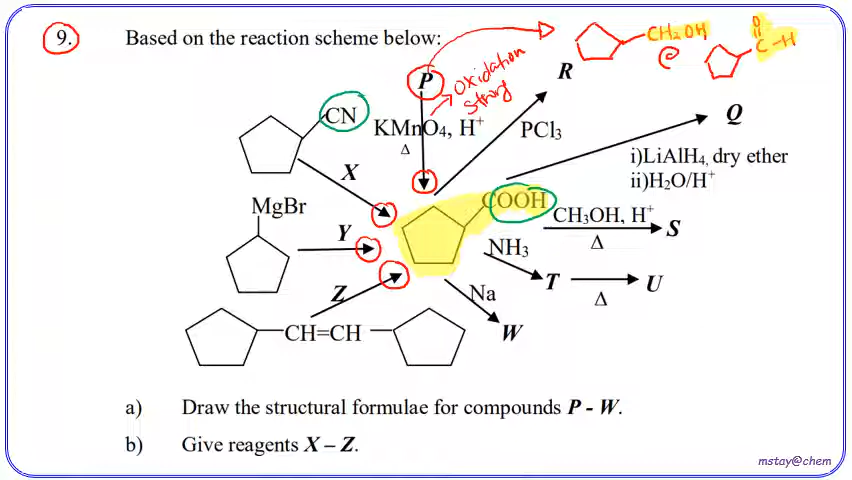 9. Based on the reaction scheme below:
CH2OH
O
C-H
P
Oxidation
strong
R
CN
KMnO4, H+
Δ
PCl3
Q
X
i)LiAlH4, dry ether
ii)H2O/H+
MgBr
COOH
CH3OH, H+
Δ
S
Y
NH3
T
Δ
U
Z
Na
W
CH=CH
a) Draw the structural formulae for compounds P - W.
b) Give reagents X – Z.
mstay@chem